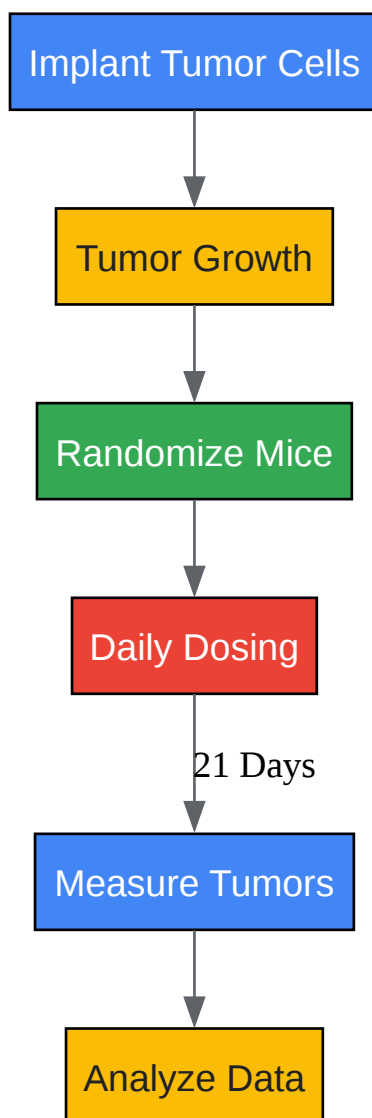 Implant Tumor Cells
Tumor Growth
Randomize Mice
Daily Dosing
21 Days
Measure Tumors
Analyze Data